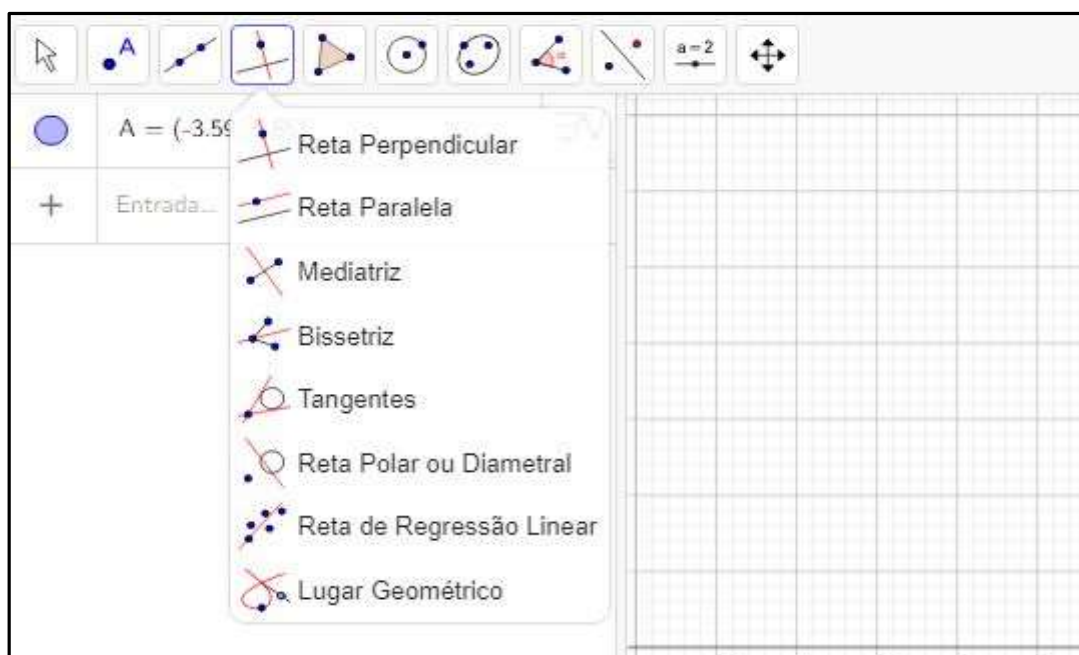 A
a = 2
A = (-3.59
Entrada...
Reta Perpendicular
Reta Paralela
Mediatriz
Bissetriz
Tangentes
Reta Polar ou Diametral
Reta de Regressão Linear
Lugar Geométrico